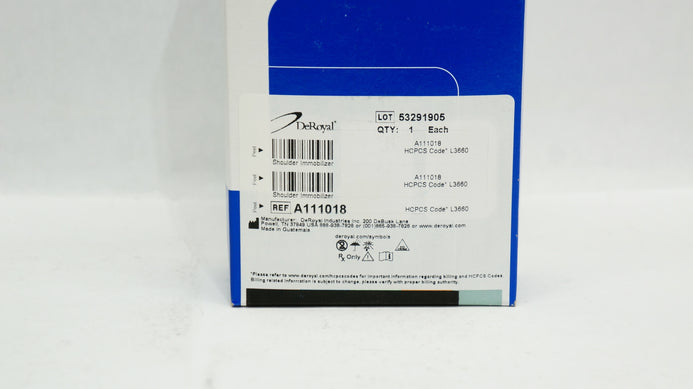 DeRoyal
LOT 53291905
QTY: 1 Each
Peel
Shoulder Immobilizer
A111018
HCPCS Code* L3660
Peel
Shoulder Immobilizer
A111018
HCPCS Code* L3660
Peel
REF A111018
HCPCS Code* L3660
Manufacturer: DeRoyal Industries Inc. 200 DeBusk Lane
Powell, TN 37849 USA 888-938-7828 or (001)865-938-7828 or www.deroyal.com
Made in Guatemala
deroyal.com/symbols
Rx Only
*Please refer to www.deroyal.com/hcpcscodes for important information regarding billing and HCPCS Codes.
Billing related information is subject to change, please verify with proper billing authority.